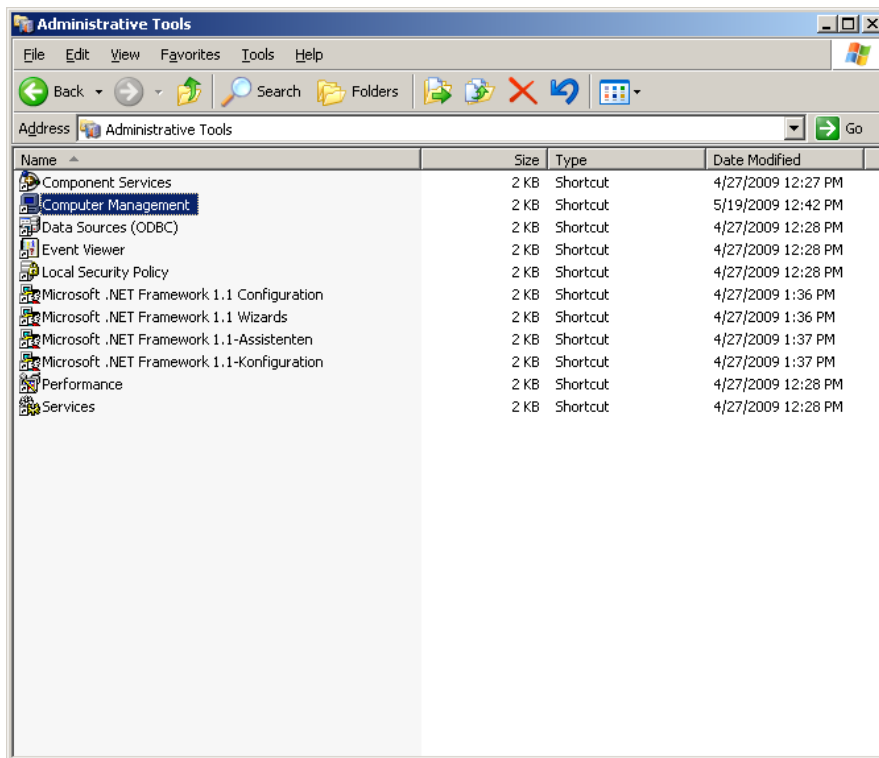 Administrative Tools
File Edit View Favorites Tools Help
Back Search Folders
Address Administrative Tools Go
Name Size Type Date Modified
Component Services 2 KB Shortcut 4/27/2009 12:27 PM
Computer Management 2 KB Shortcut 5/19/2009 12:42 PM
Data Sources (ODBC) 2 KB Shortcut 4/27/2009 12:28 PM
Event Viewer 2 KB Shortcut 4/27/2009 12:28 PM
Local Security Policy 2 KB Shortcut 4/27/2009 12:28 PM
Microsoft .NET Framework 1.1 Configuration 2 KB Shortcut 4/27/2009 1:36 PM
Microsoft .NET Framework 1.1 Wizards 2 KB Shortcut 4/27/2009 1:36 PM
Microsoft .NET Framework 1.1-Assistenten 2 KB Shortcut 4/27/2009 1:37 PM
Microsoft .NET Framework 1.1-Konfiguration 2 KB Shortcut 4/27/2009 1:37 PM
Performance 2 KB Shortcut 4/27/2009 12:28 PM
Services 2 KB Shortcut 4/27/2009 12:28 PM